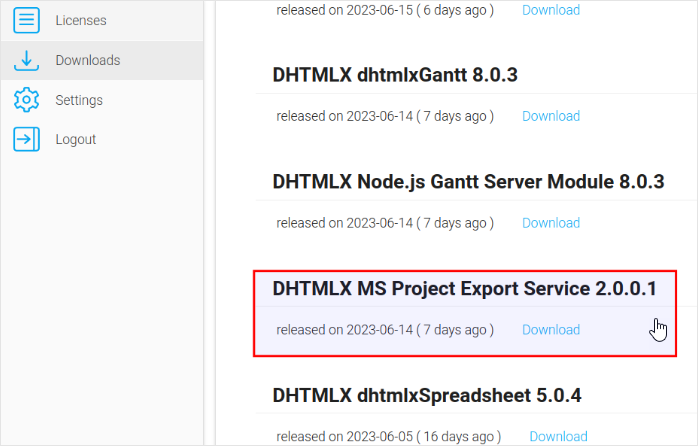 Licenses
Downloads
Settings
Logout
released on 2023-06-15 ( 6 days ago ) Download
DHTMLX dhtmlxGantt 8.0.3
released on 2023-06-14 ( 7 days ago ) Download
DHTMLX Node.js Gantt Server Module 8.0.3
released on 2023-06-14 ( 7 days ago ) Download
DHTMLX MS Project Export Service 2.0.0.1
released on 2023-06-14 ( 7 days ago ) Download
DHTMLX dhtmlxSpreadsheet 5.0.4
released on 2023-06-05 ( 16 days ago ) Download